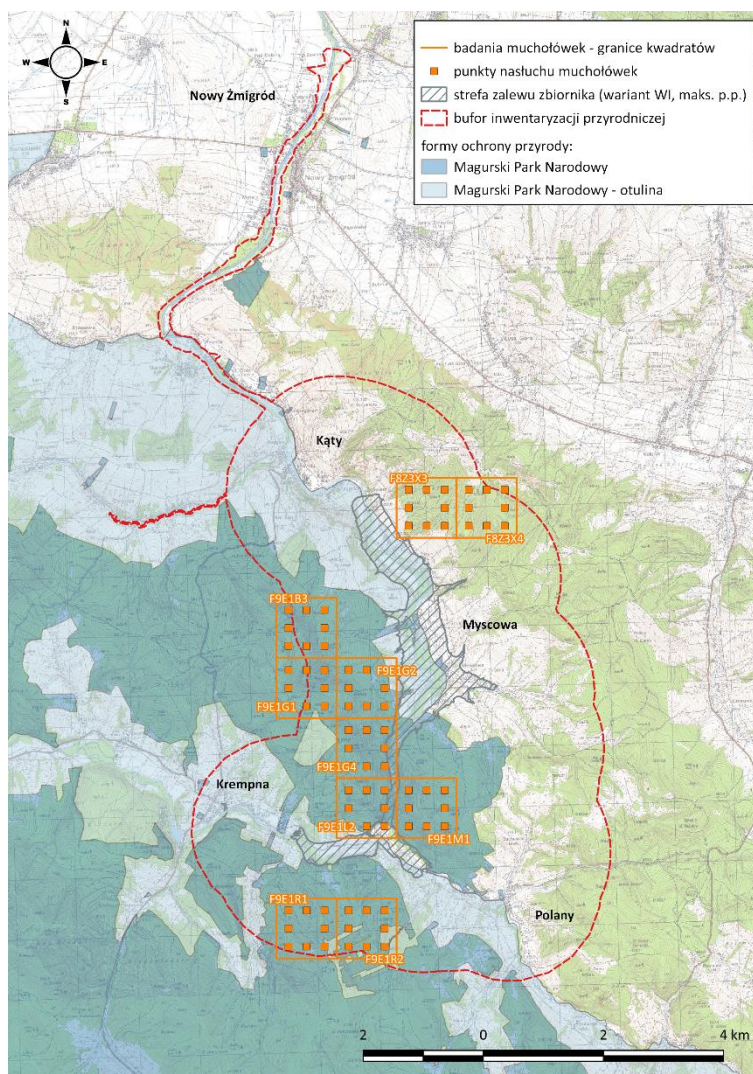 N
W
E
S
badania muchołówek - granice kwadratów
punkty nasłuchu muchołówek
strefa zalewu zbiornika (wariant WI, maks. p.p.)
bufor inwentaryzacji przyrodniczej
formy ochrony przyrody:
Magurski Park Narodowy
Magurski Park Narodowy - otulina
Nowy Żmigród
Nowy Żmigród
Kąty
F8Z3X3
F8Z3X4
F9E1B3
Myscowa
F9E1G2
F9E1G1
F9E1G4
Krempna
F9E1L2
F9E1M1
F9E1R1
Polany
F9E1R2
2 0 2 4 km